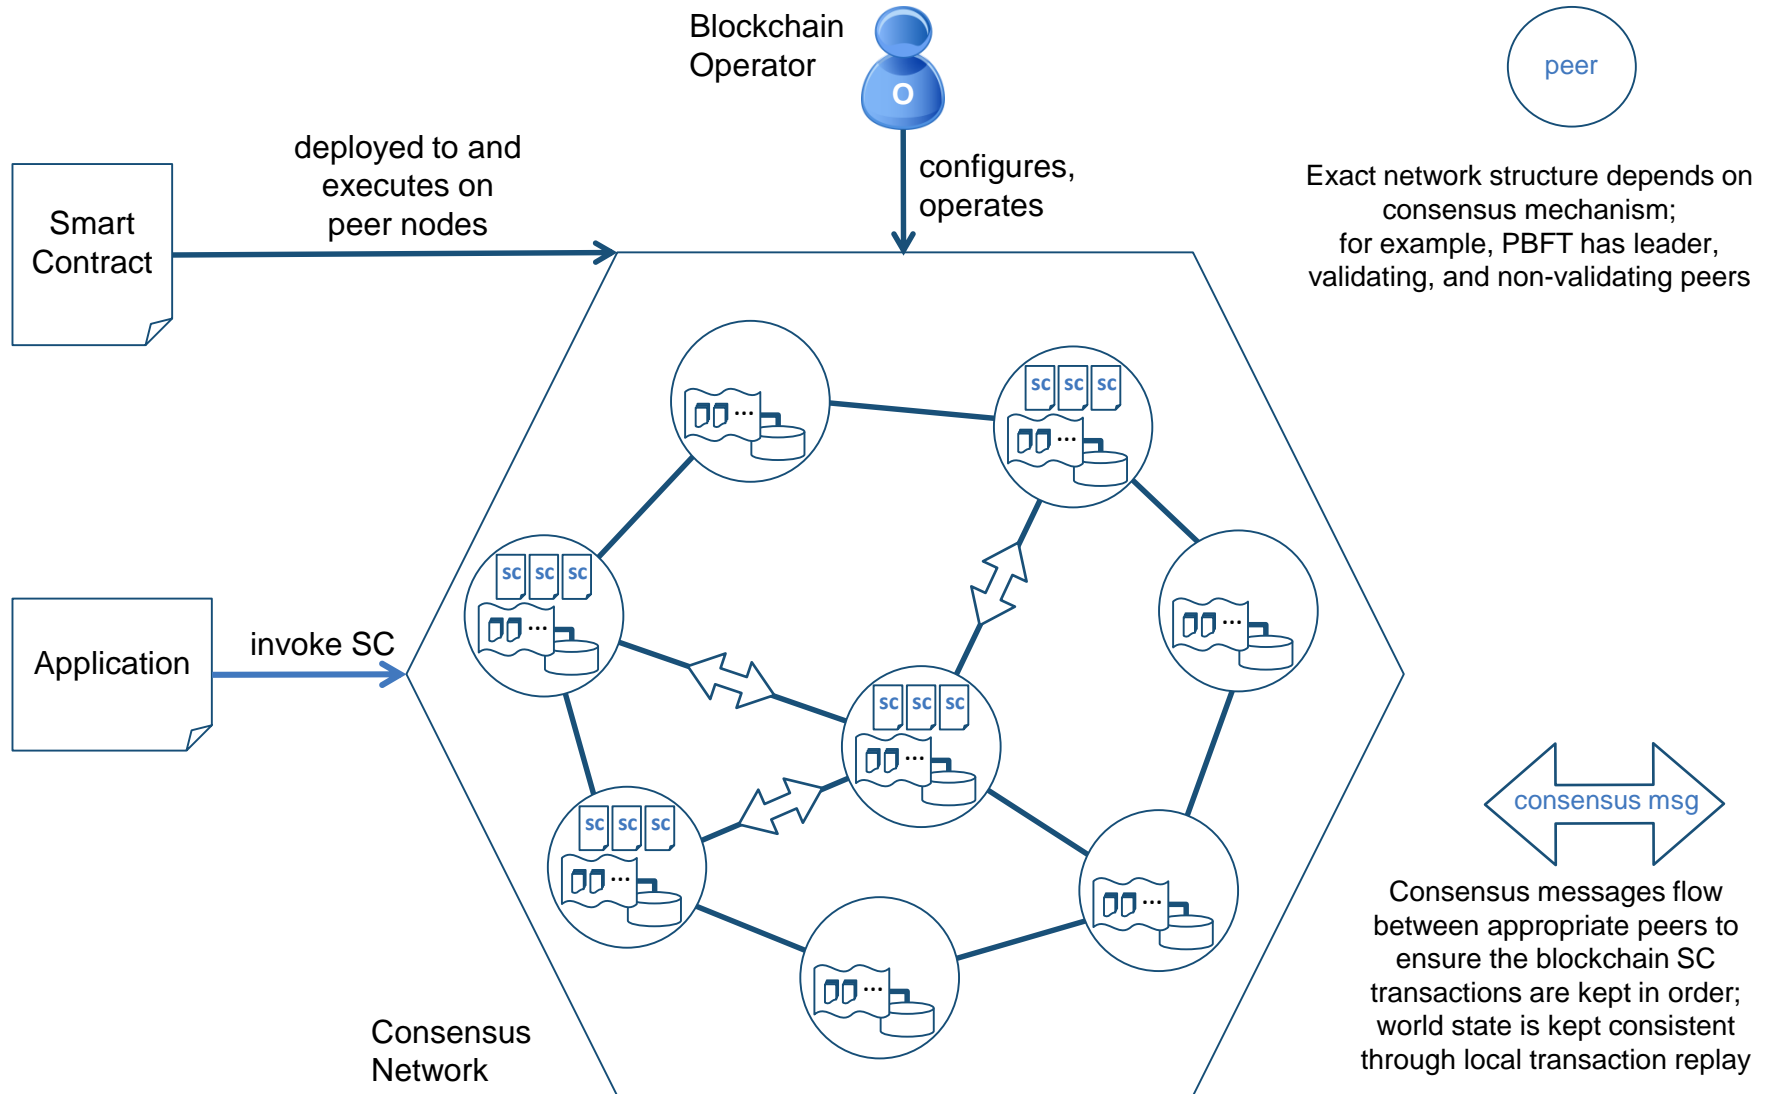 Blockchain
Operator
O
peer
deployed to and
executes on
peer nodes
configures,
operates
Exact network structure depends on
consensus mechanism;
for example, PBFT has leader,
validating, and non-validating peers
Smart
Contract
...
sc sc sc
...
sc sc sc
...
...
Application
invoke SC
sc sc sc
...
sc sc sc
...
...
...
consensus msg
Consensus messages flow
between appropriate peers to
ensure the blockchain SC
transactions are kept in order;
world state is kept consistent
through local transaction replay
Consensus
Network